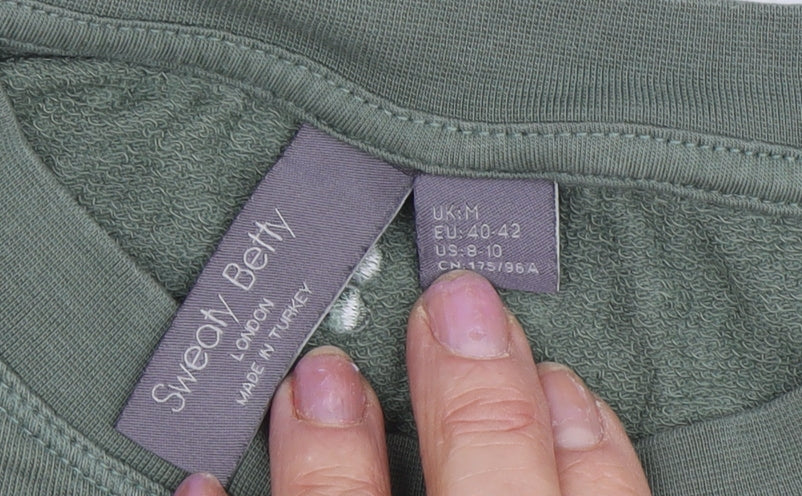 Sweaty Betty
LONDON
MADE IN TURKEY
UK:M
EU:40-42
US:8-10
CN:175/96A